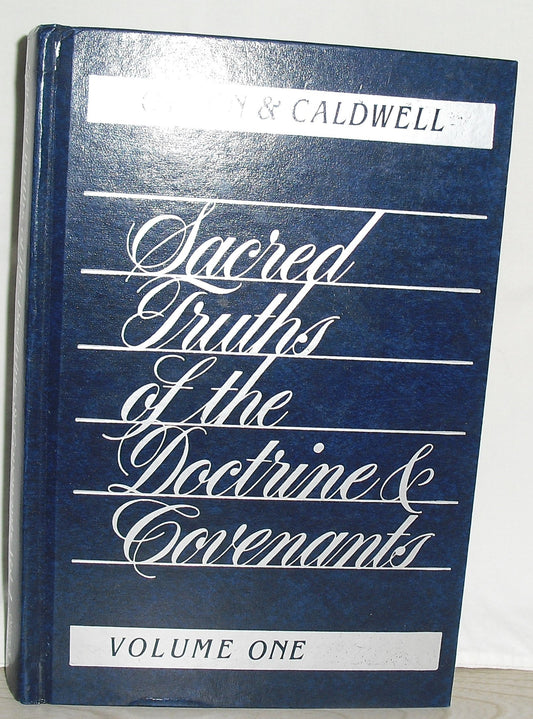 & CALDWELL
Sacred
Truths
of the
Doctrine &
Covenants
VOLUME ONE